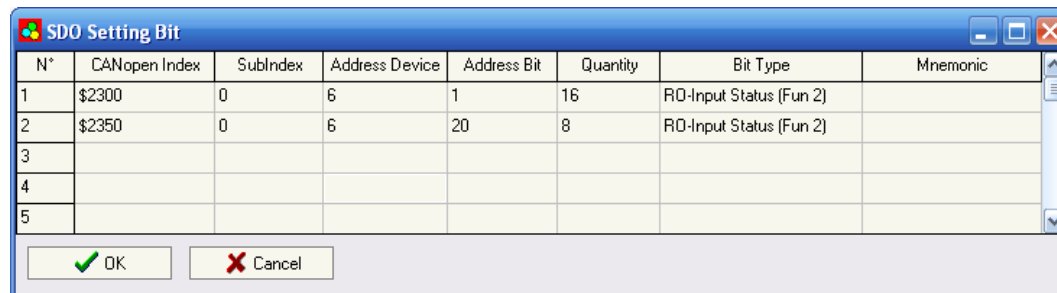 SDO Setting Bit
N° CANopen Index SubIndex Address Device Address Bit Quantity Bit Type Mnemonic
1 $2300 0 6 1 16 RO-Input Status (Fun 2)
2 $2350 0 6 20 8 RO-Input Status (Fun 2)
3
4
5
OK Cancel